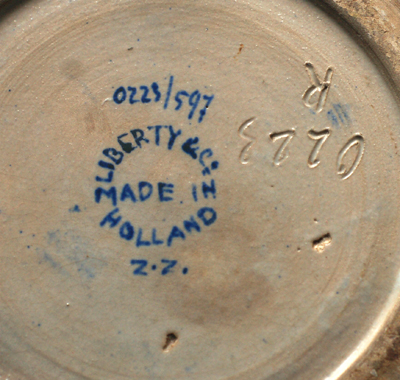 0223/597
LIBERTY & Co
MADE IN
HOLLAND
Z.Z.
R
0223